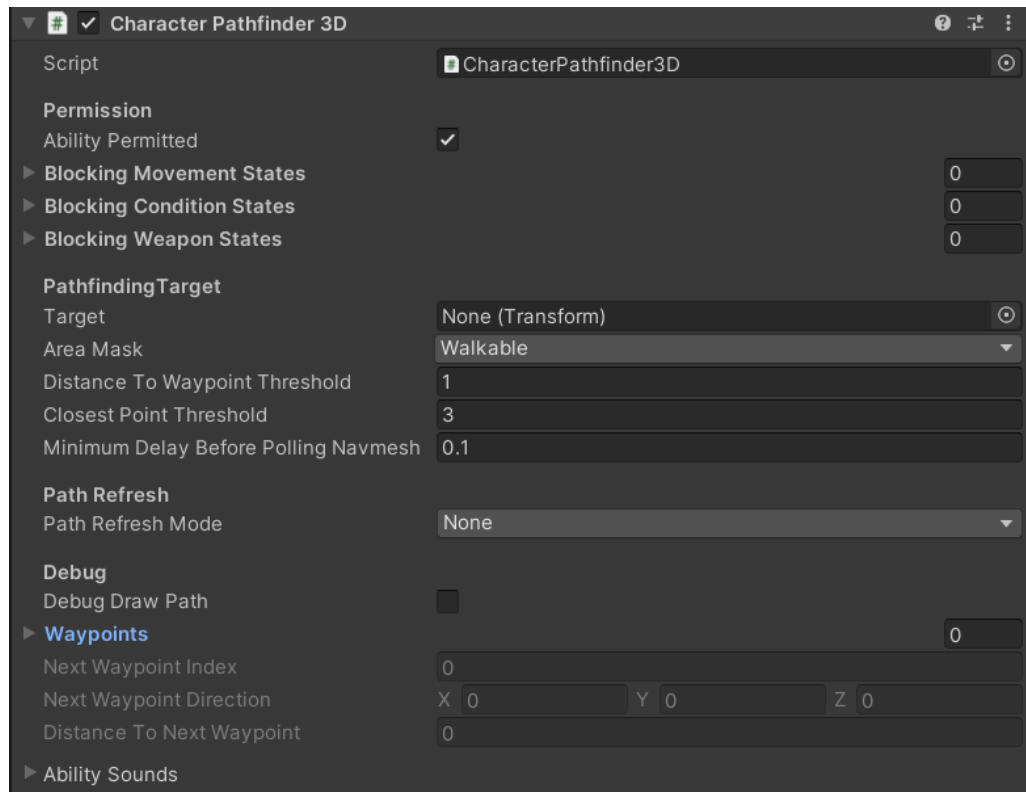 Character Pathfinder 3D
Script CharacterPathfinder3D
Permission
Ability Permitted
Blocking Movement States 0
Blocking Condition States 0
Blocking Weapon States 0
PathfindingTarget
Target None (Transform)
Area Mask Walkable
Distance To Waypoint Threshold 1
Closest Point Threshold 3
Minimum Delay Before Polling Navmesh 0.1
Path Refresh
Path Refresh Mode None
Debug
Debug Draw Path
Waypoints 0
Next Waypoint Index 0
Next Waypoint Direction X 0 Y 0 Z 0
Distance To Next Waypoint 0
Ability Sounds